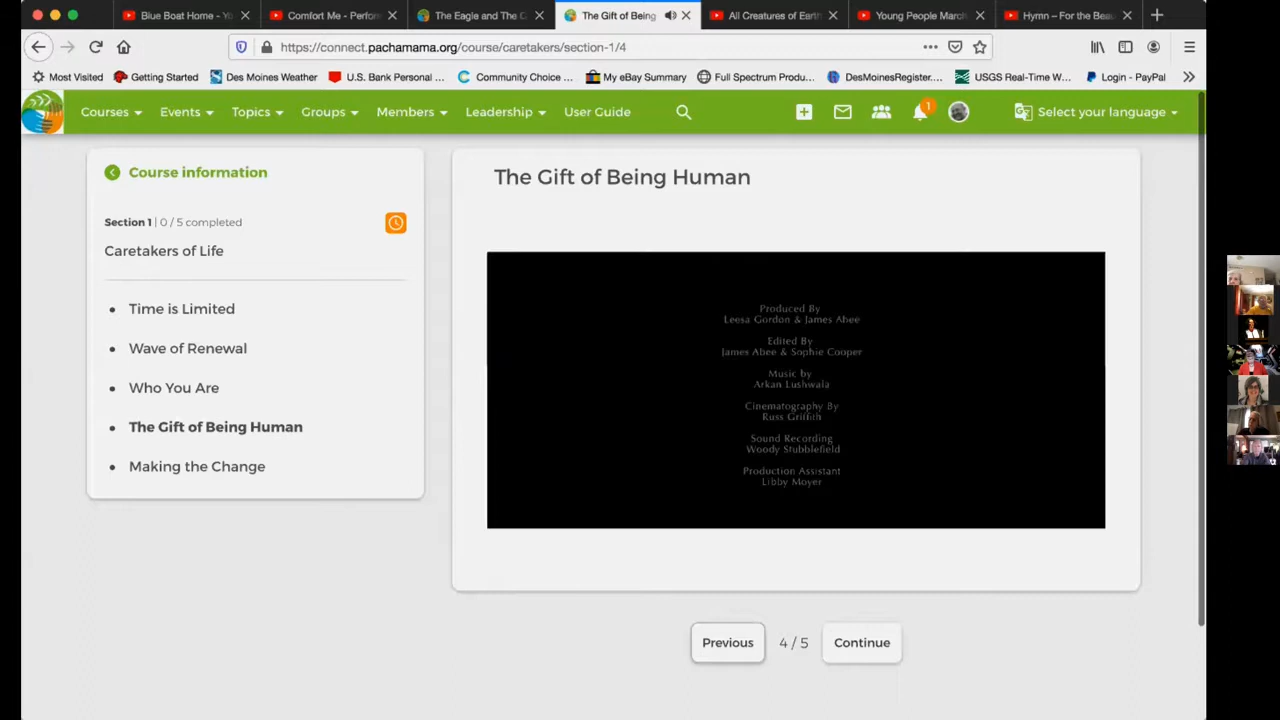 Blue Boat Home - Yo
Comfort Me - Perfor
The Eagle and The C
The Gift of Being
All Creatures of Earth
Young People March
Hymn – For the Beau
https://connect.pachamama.org/course/caretakers/section-1/4
Most Visited
Getting Started
Des Moines Weather
U.S. Bank Personal ...
Community Choice ...
My eBay Summary
Full Spectrum Produ...
DesMoinesRegister....
USGS Real-Time W...
Login - PayPal
Courses
Events
Topics
Groups
Members
Leadership
User Guide
1
Select your language
Course information
Section 1 | 0 / 5 completed
Caretakers of Life
Time is Limited
Wave of Renewal
Who You Are
The Gift of Being Human
Making the Change
The Gift of Being Human
Produced By
Leesa Gordon & James Abee
Edited By
James Abee & Sophie Cooper
Music by
Arkan Lushwala
Cinematography By
Russ Griffith
Sound Recording
Woody Stubblefield
Production Assistant
Libby Moyer
Previous
4 / 5
Continue